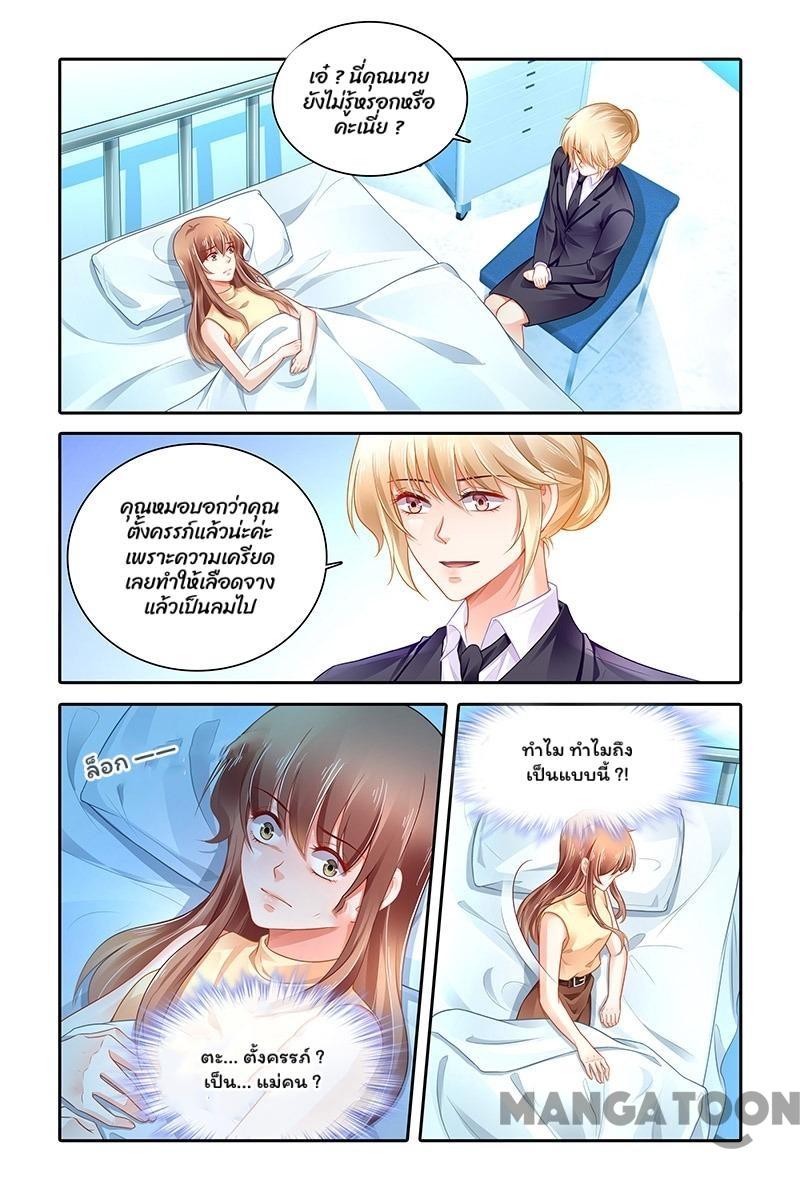 เอ๋ ? นี่คุณนาย
ยังไม่รู้หรอกหรือ
คะเนี่ย ?
คุณหมอบอกว่าคุณ
ตั้งครรภ์แล้วน่ะค่ะ
เพราะความเครียด
เลยทำให้เลือดจาง
แล้วเป็นลมไป
ล็อก ——
ตะ... ตั้งครรภ์ ?
เป็น... แม่คน ?
ทำไม ทำไมถึง
เป็นแบบนี้ ?!
MANGATOON